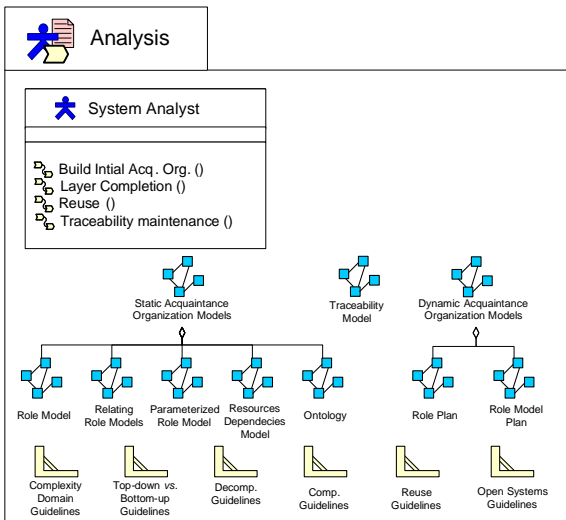 Analysis
System Analyst
Build Intial Acq. Org. ()
Layer Completion ()
Reuse ()
Traceability maintenance ()
Static Acquaintance
Organization Models
Traceability
Model
Dynamic Acquaintance
Organization Models
Role Model
Relating
Role Models
Parameterized
Role Model
Resources
Dependecies
Model
Ontology
Role Plan
Role Model
Plan
Complexity
Domain
Guidelines
Top-down vs.
Bottom-up
Guidelines
Decomp.
Guidelines
Comp.
Guidelines
Reuse
Guidelines
Open Systems
Guidelines